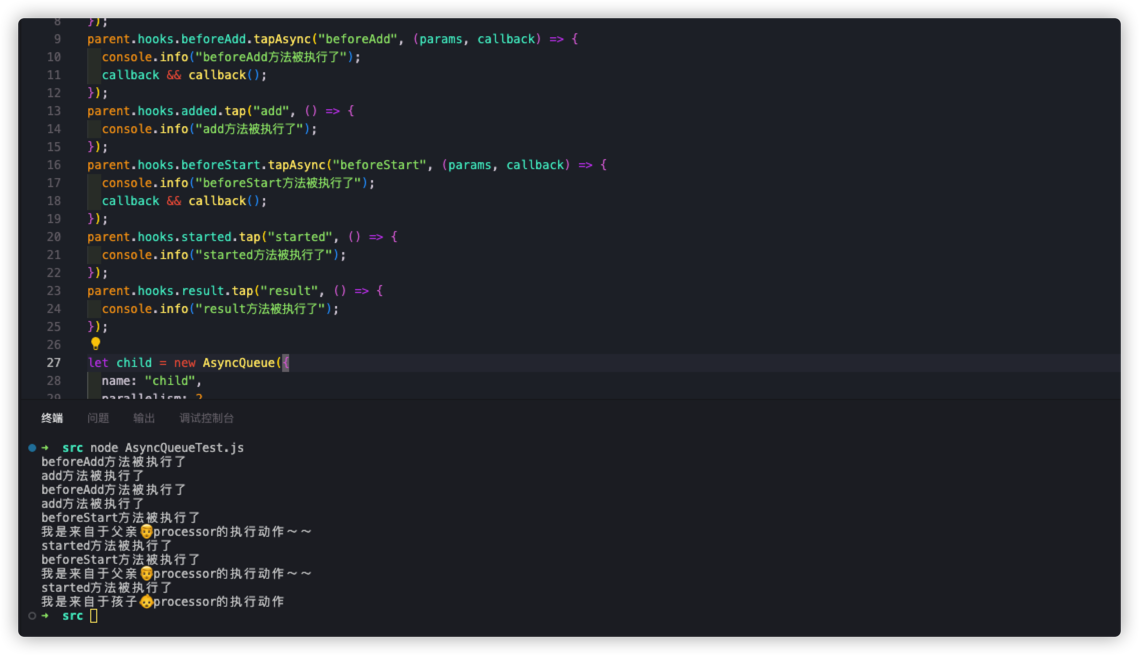 8 });
9 parent.hooks.beforeAdd.tapAsync("beforeAdd", (params, callback) => {
10 console.info("beforeAdd方法被执行了");
11 callback && callback();
12 });
13 parent.hooks.added.tap("add", () => {
14 console.info("add方法被执行了");
15 });
16 parent.hooks.beforeStart.tapAsync("beforeStart", (params, callback) => {
17 console.info("beforeStart方法被执行了");
18 callback && callback();
19 });
20 parent.hooks.started.tap("started", () => {
21 console.info("started方法被执行了");
22 });
23 parent.hooks.result.tap("result", () => {
24 console.info("result方法被执行了");
25 });
26
27 let child = new AsyncQueue({
28 name: "child",
29 parallelism: 2
终端 问题 输出 调试控制台
➜ src node AsyncQueueTest.js
beforeAdd方法被执行了
add方法被执行了
beforeAdd方法被执行了
add方法被执行了
beforeStart方法被执行了
我是来自于父亲👨processor的执行动作～～
started方法被执行了
beforeStart方法被执行了
我是来自于父亲👨processor的执行动作～～
started方法被执行了
我是来自于孩子👶processor的执行动作
➜ src